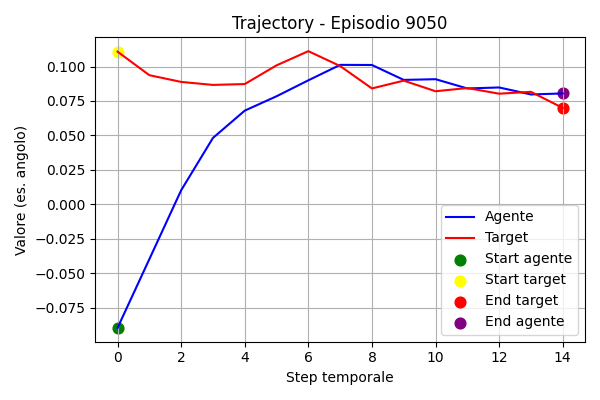 Trajectory - Episodio 9050
Valore (es. angolo)
0.100
0.075
0.050
0.025
0.000
−0.025
−0.050
−0.075
0 2 4 6 8 10 12 14
Step temporale
Agente
Target
Start agente
Start target
End target
End agente